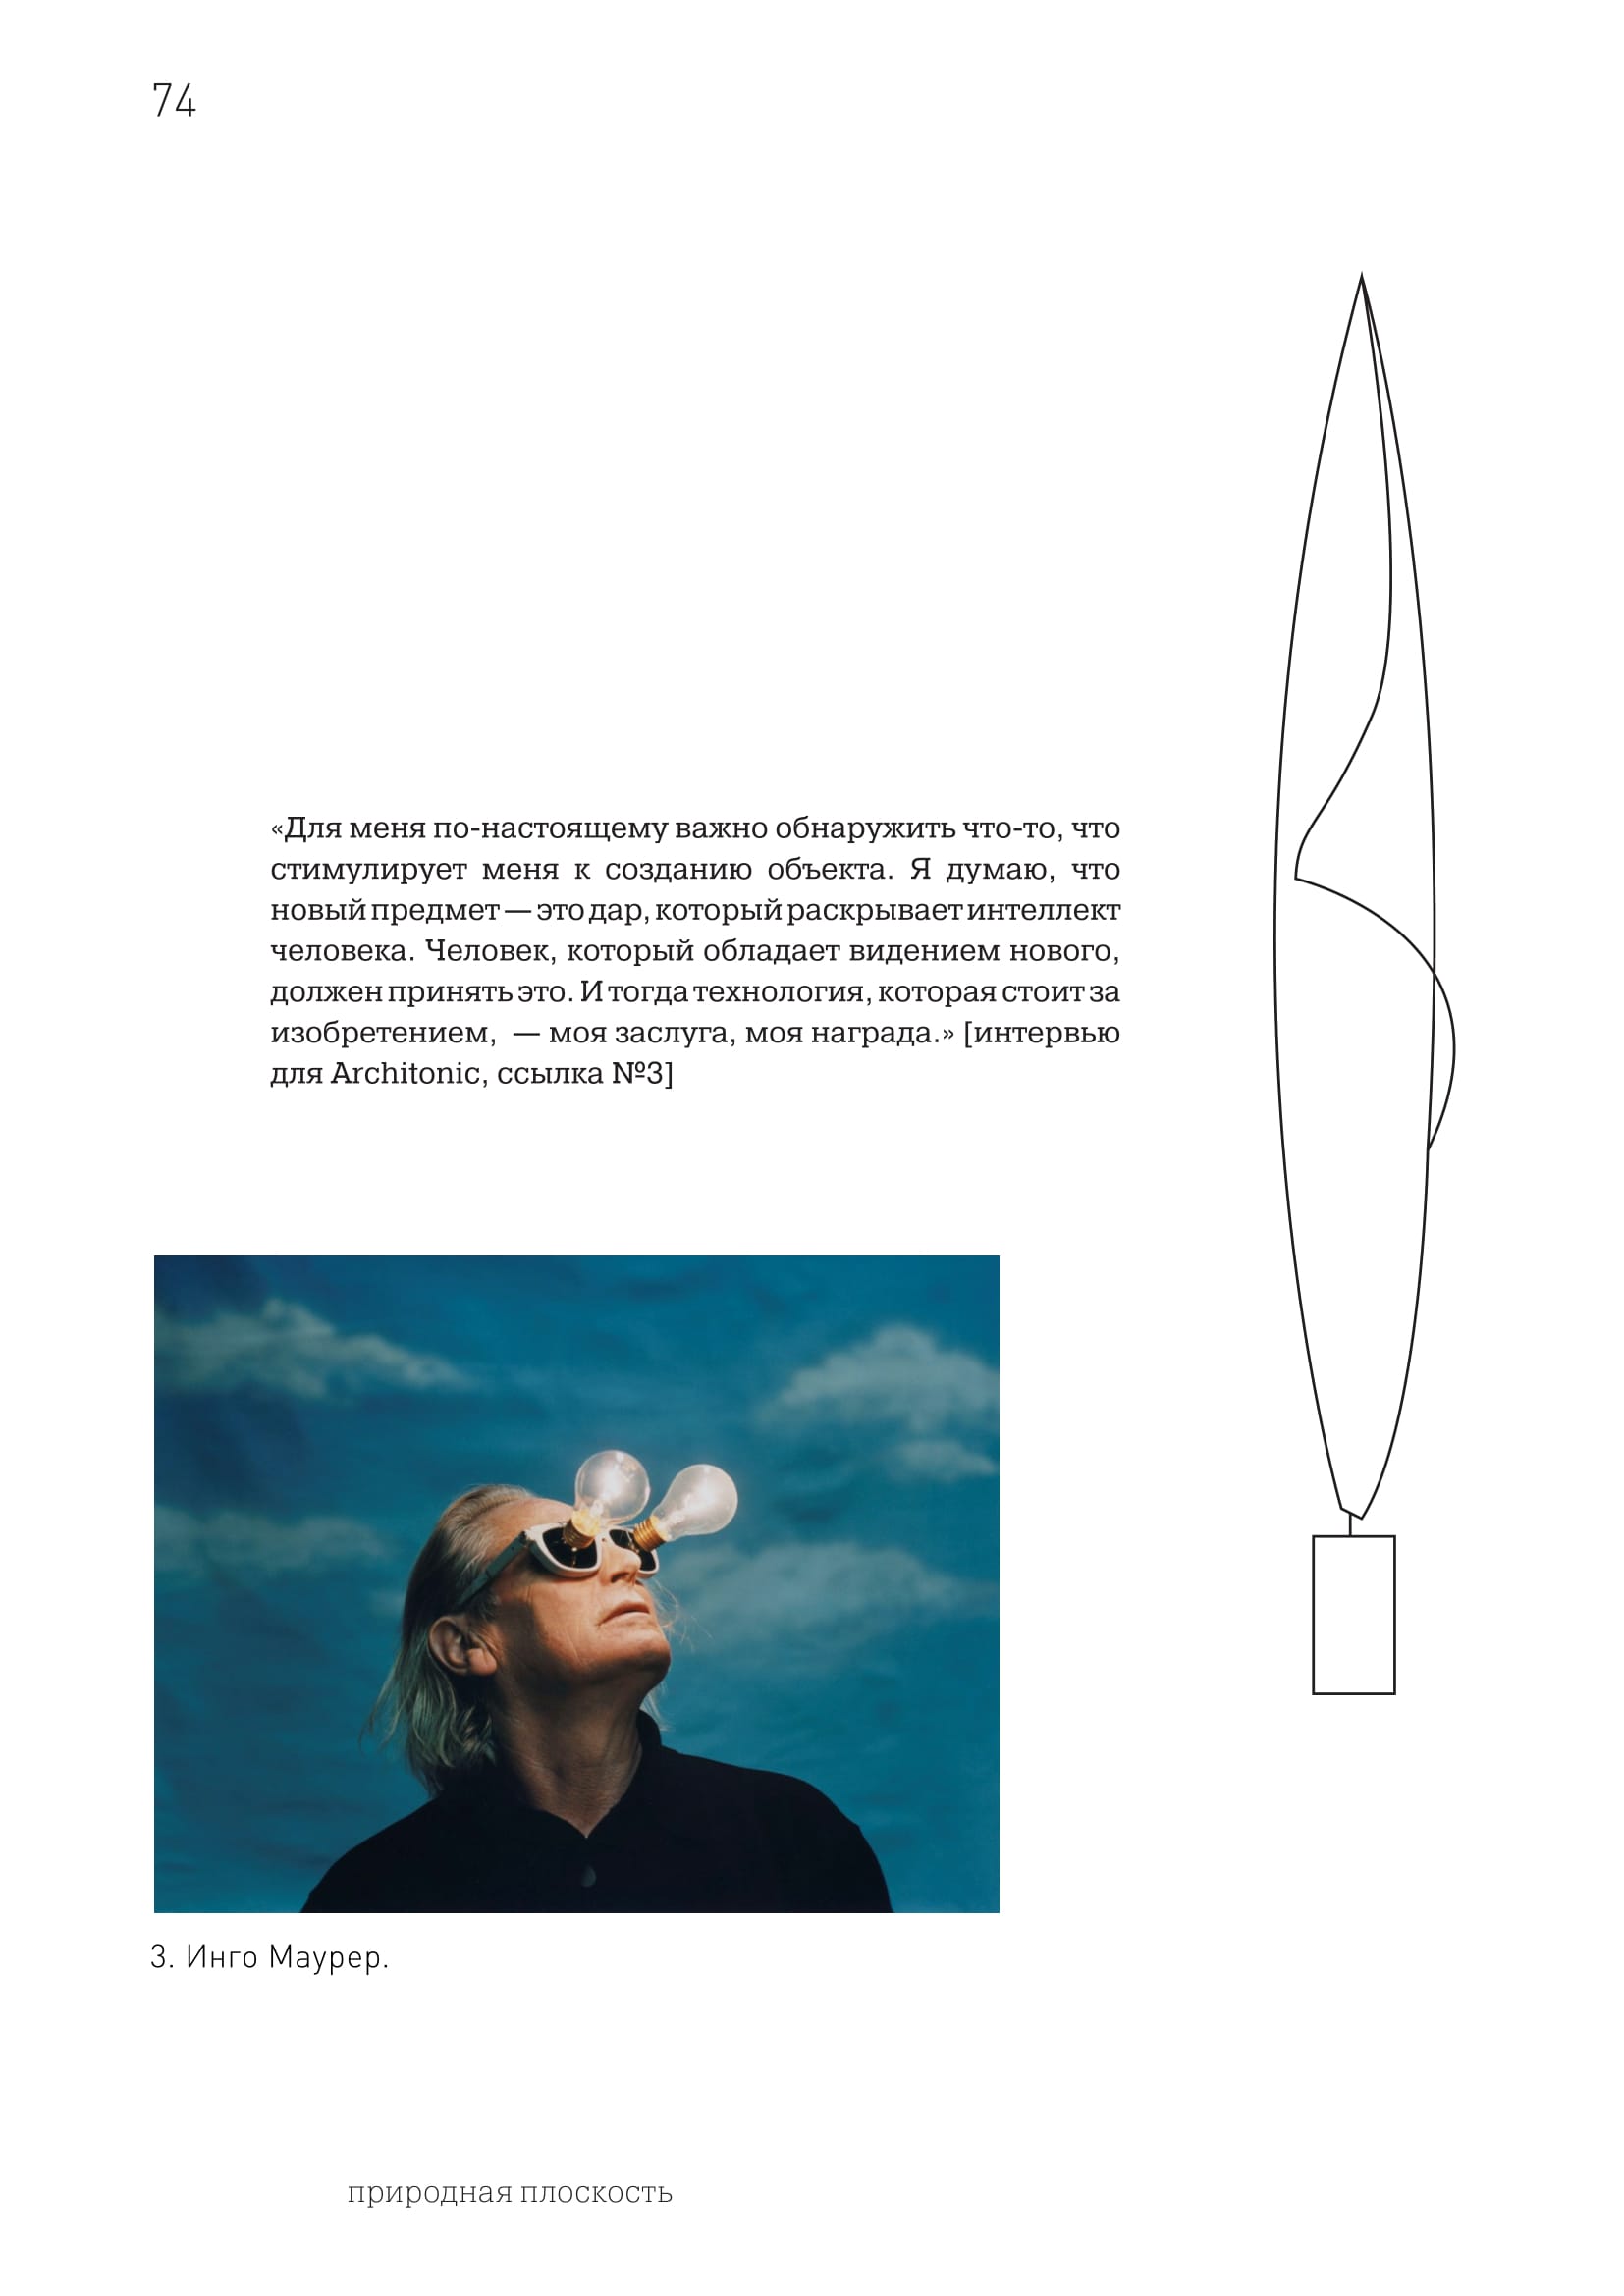 74
«Для меня по-настоящему важно обнаружить что-то, что
стимулирует меня к созданию объекта. Я думаю, что
новый предмет — это дар, который раскрывает интеллект
человека. Человек, который обладает видением нового,
должен принять это. И тогда технология, которая стоит за
изобретением, — моя заслуга, моя награда.» [интервью
для Architonic, ссылка №3]
3. Инго Маурер.
природная плоскость